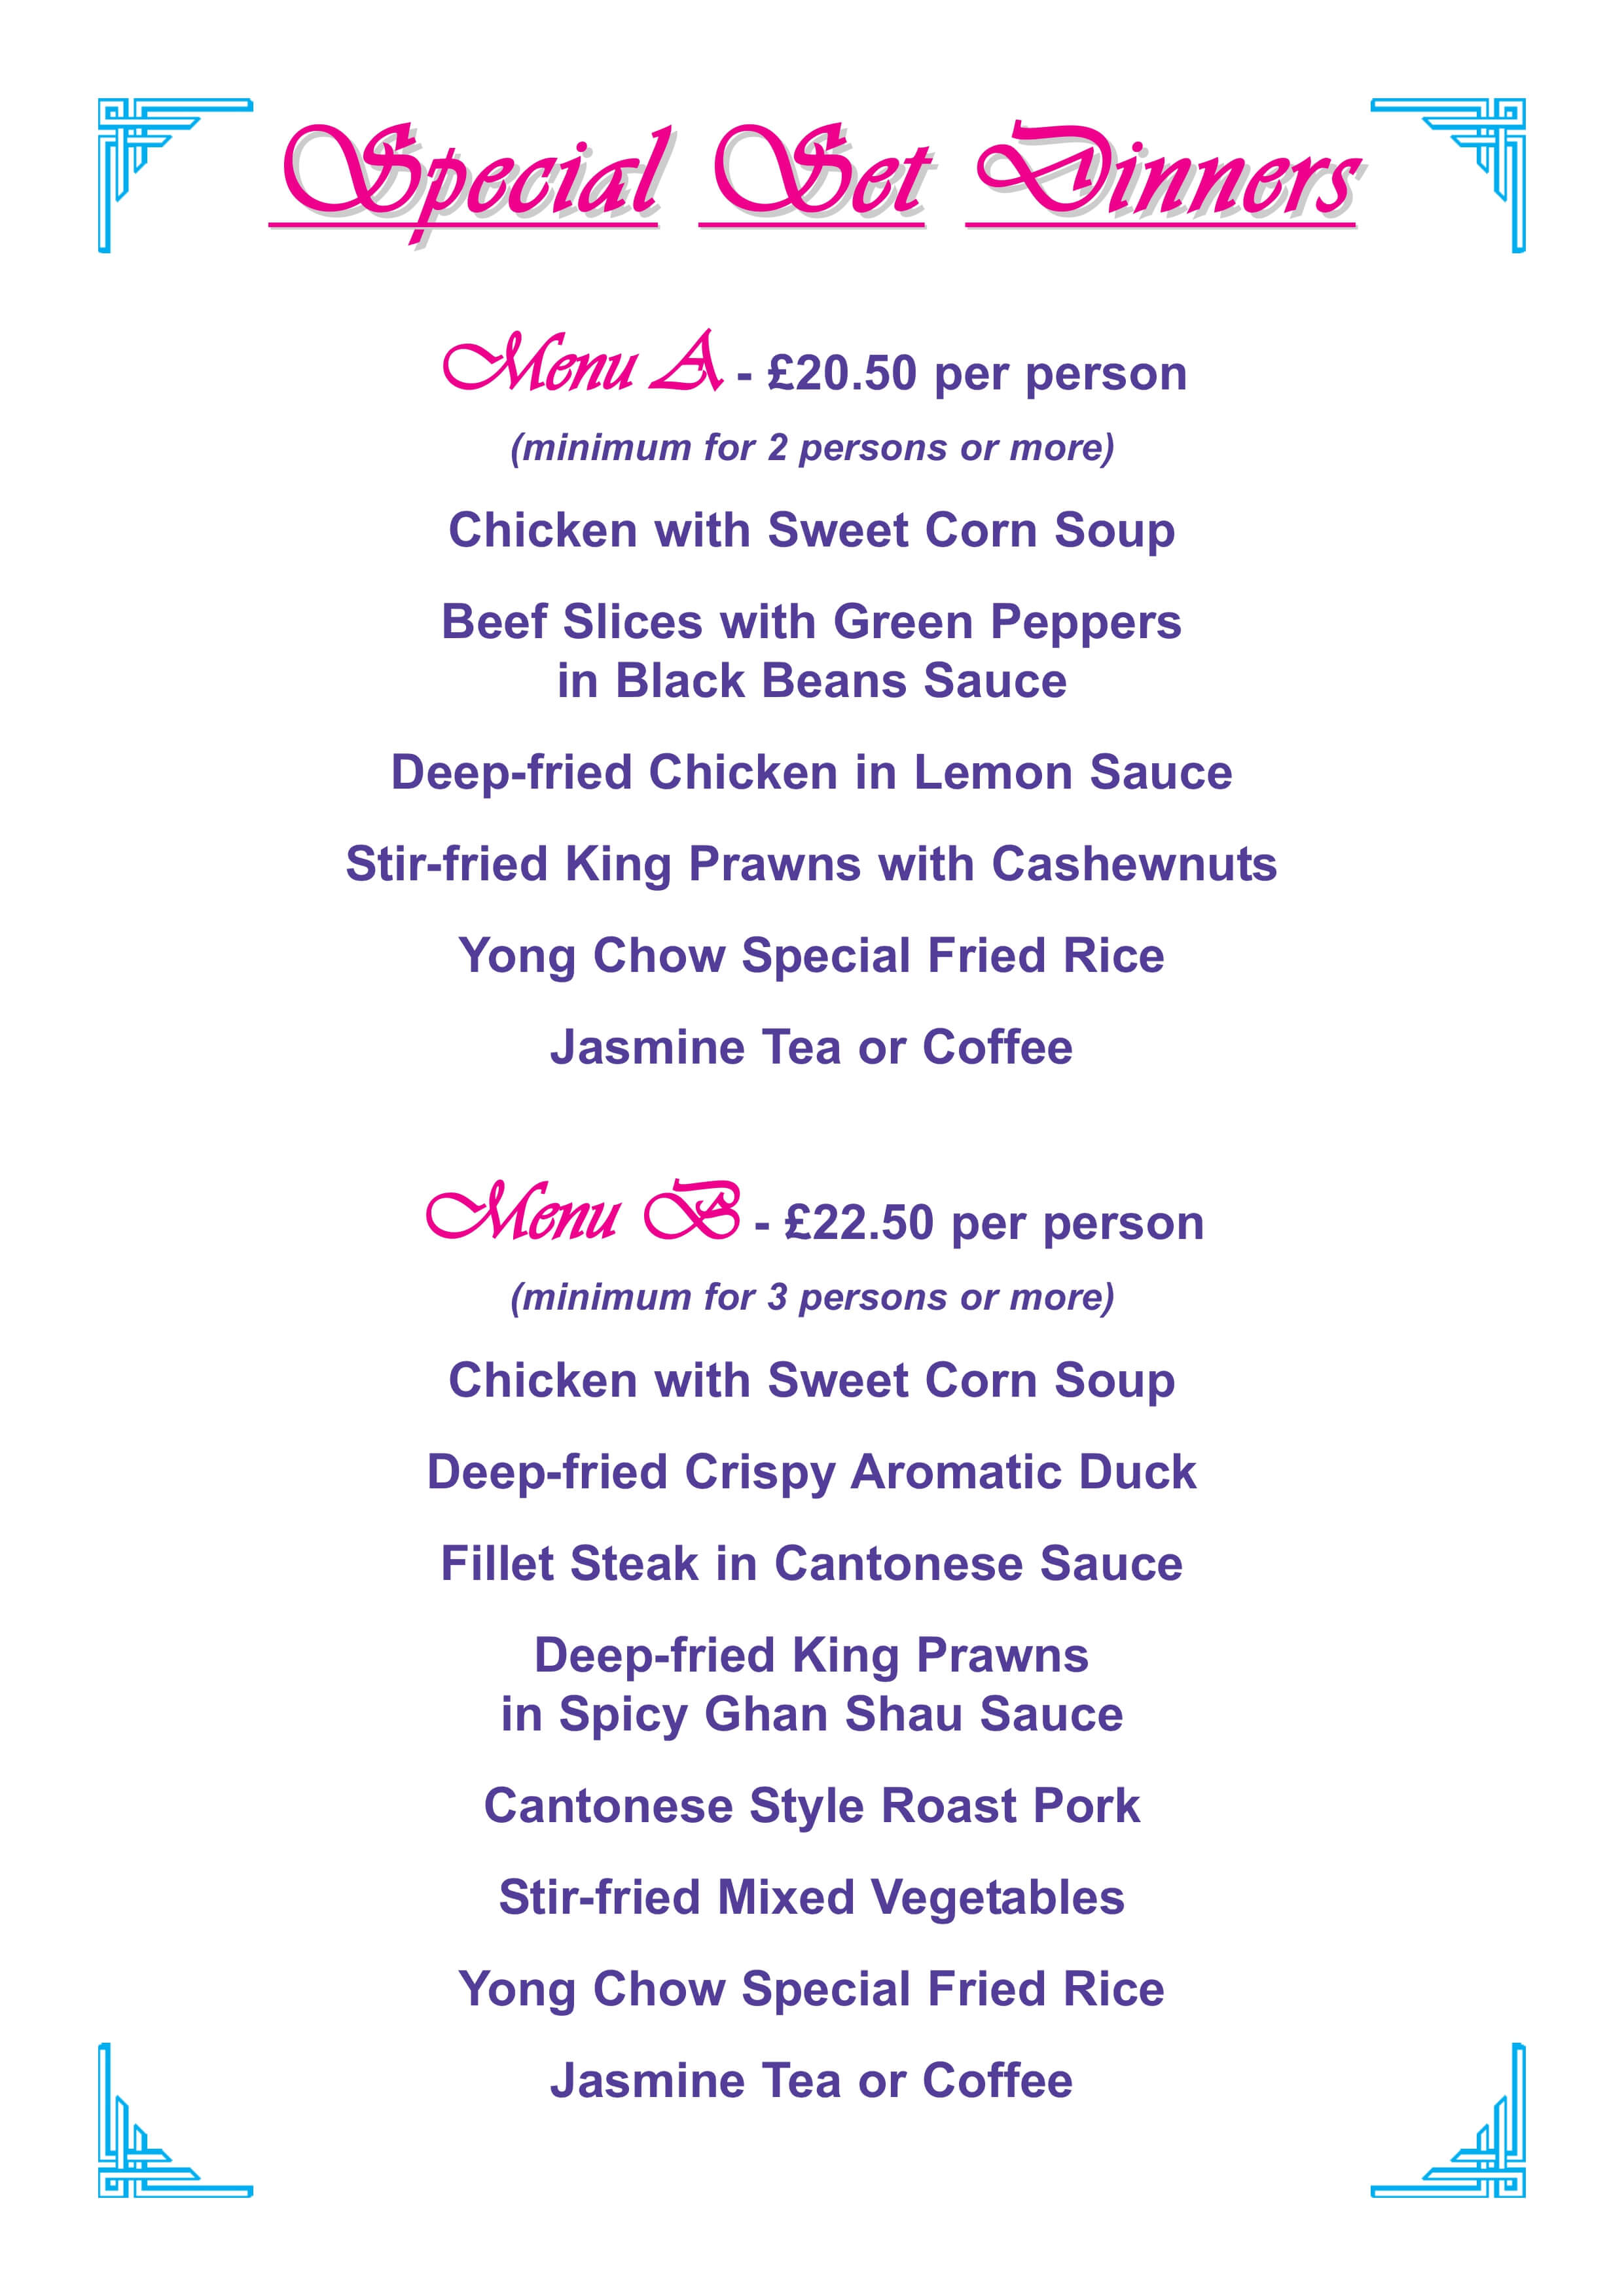 Special Set Dinners
Menu A - £20.50 per person
(minimum for 2 persons or more)
Chicken with Sweet Corn Soup
Beef Slices with Green Peppers
in Black Beans Sauce
Deep-fried Chicken in Lemon Sauce
Stir-fried King Prawns with Cashewnuts
Yong Chow Special Fried Rice
Jasmine Tea or Coffee
Menu B - £22.50 per person
(minimum for 3 persons or more)
Chicken with Sweet Corn Soup
Deep-fried Crispy Aromatic Duck
Fillet Steak in Cantonese Sauce
Deep-fried King Prawns
in Spicy Ghan Shau Sauce
Cantonese Style Roast Pork
Stir-fried Mixed Vegetables
Yong Chow Special Fried Rice
Jasmine Tea or Coffee